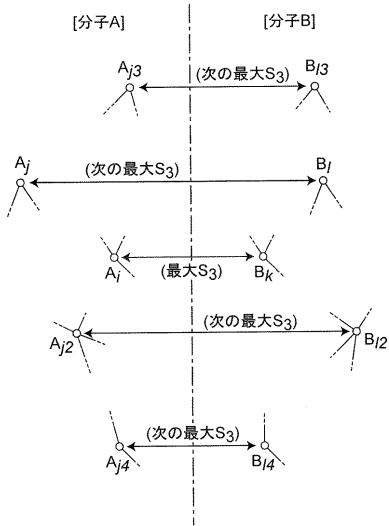 [分子A] [分子B]
Aj3 (次の最大S3) Bl3
Aj (次の最大S3) Bl
Ai (最大S3) Bk
Aj2 (次の最大S3) Bl2
Aj4 (次の最大S3) Bl4